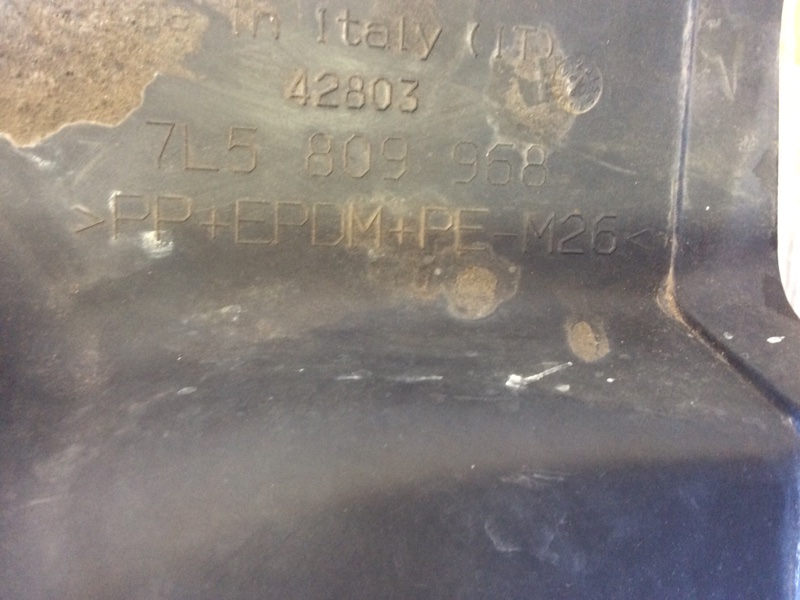 in Italy (IT)
42803
7L5 809 968
>PP+EPDM+PE-M26<